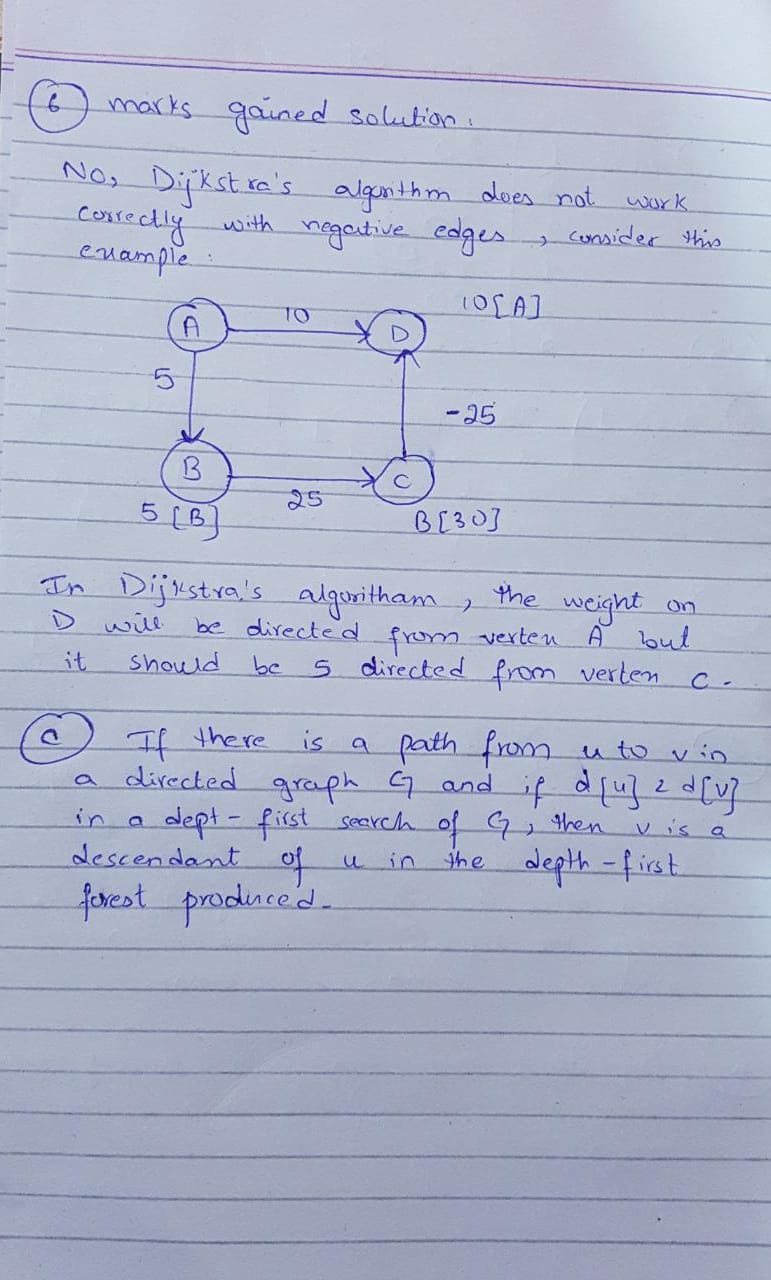 6 marks gained solution.
No, Dijkstra's algorithm does not work
correctly with negative edges, consider this
example:
A 10 D 10[A]
5 -25
B 25 C
5[B] B[30]
In Dijkstra's algoritham, the weight on
D will be directed from vertex A but
it should be 5 directed from vertex C.
C If there is a path from u to v in
a directed graph G and if d[u] 2 d[v]
in a dept-first search of G, then v is a
descendant of u in the depth-first
forest produced.